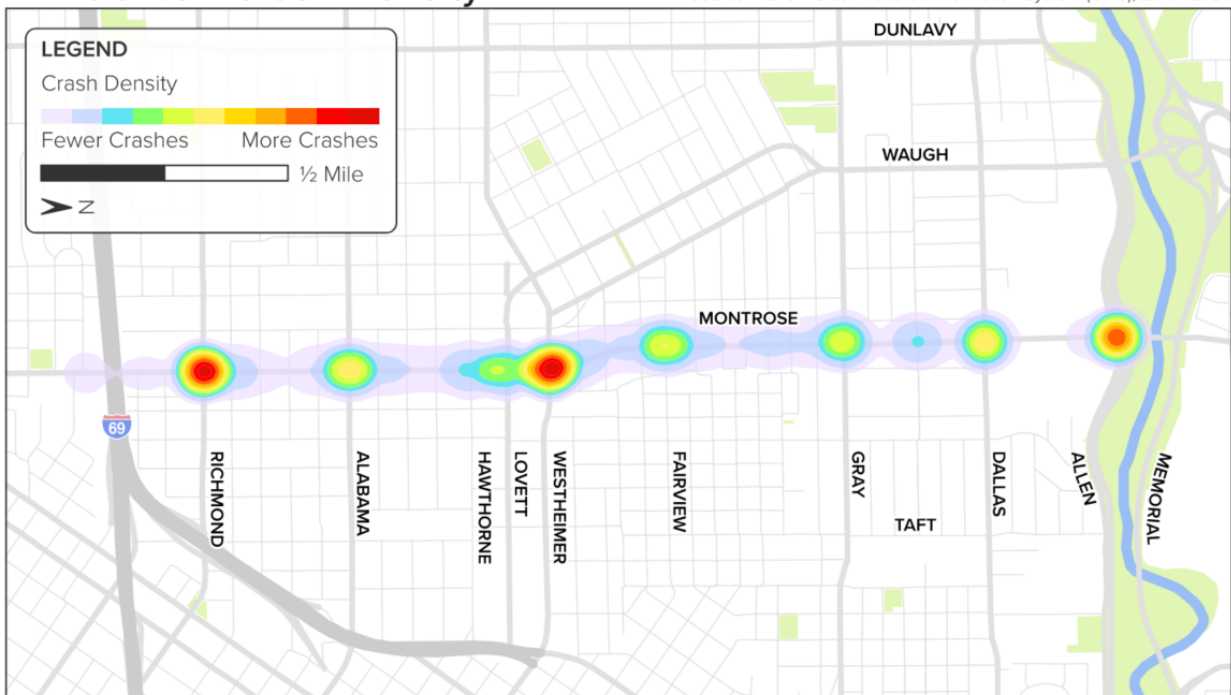 LEGEND
Crash Density
Fewer Crashes
More Crashes
½ Mile
N
DUNLAVY
WAUGH
MONTROSE
69
RICHMOND
ALABAMA
HAWTHORNE
LOVETT
WESTHEIMER
FAIRVIEW
GRAY
DALLAS
ALLEN
MEMORIAL
TAFT